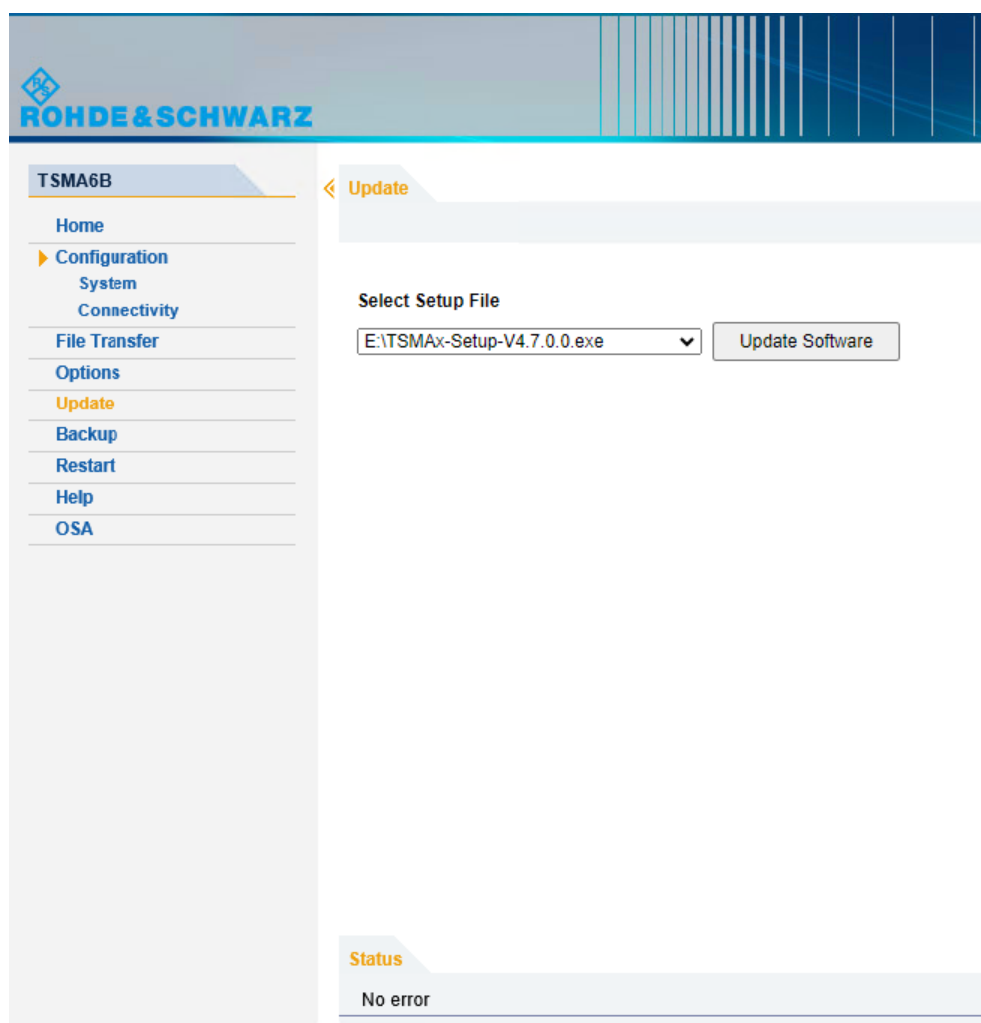 R&S
ROHDE&SCHWARZ
TSMA6B
Home
Configuration
System
Connectivity
File Transfer
Options
Update
Backup
Restart
Help
OSA
Update
Select Setup File
E:\TSMAx-Setup-V4.7.0.0.exe
Update Software
Status
No error